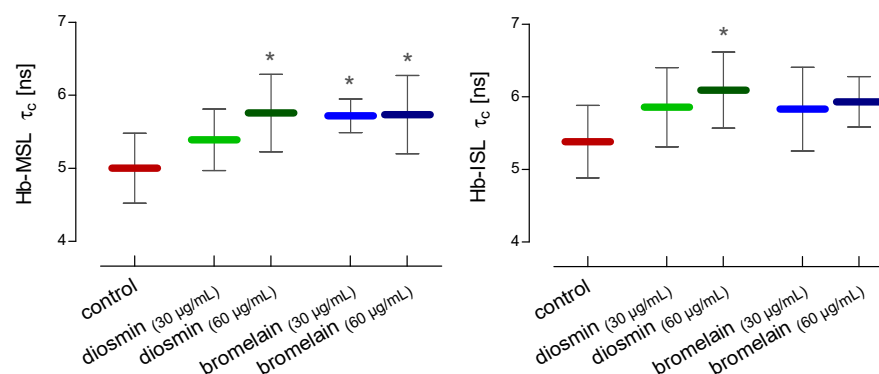 Hb-MSL τc [ns]
7
6
5
4
*
*
*
control
diosmin (30 µg/mL)
diosmin (60 µg/mL)
bromelain (30 µg/mL)
bromelain (60 µg/mL)
Hb-ISL τc [ns]
7
6
5
4
*
control
diosmin (30 µg/mL)
diosmin (60 µg/mL)
bromelain (30 µg/mL)
bromelain (60 µg/mL)